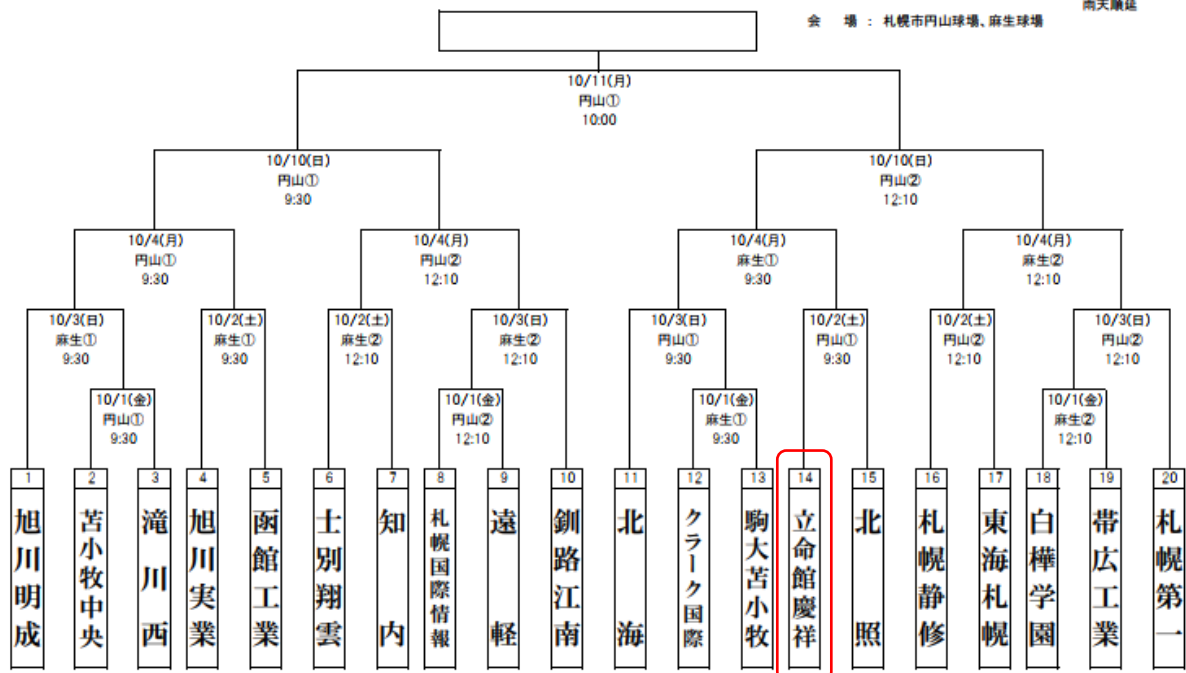 雨天順延
会 場 : 札幌市円山球場、麻生球場
10/11(月)
円山①
10:00
10/10(日)
円山①
9:30
10/10(日)
円山②
12:10
10/4(月)
円山①
9:30
10/4(月)
円山②
12:10
10/4(月)
麻生①
9:30
10/4(月)
麻生②
12:10
10/3(日)
麻生①
9:30
10/2(土)
麻生①
9:30
10/2(土)
麻生②
12:10
10/3(日)
麻生②
12:10
10/3(日)
円山①
9:30
10/2(土)
円山①
9:30
10/2(土)
円山②
12:10
10/3(日)
円山②
12:10
10/1(金)
円山①
9:30
10/1(金)
円山②
12:10
10/1(金)
麻生①
9:30
10/1(金)
麻生②
12:10
1
旭川明成
2
苫小牧中央
3
滝川西
4
旭川実業
5
函館工業
6
士別翔雲
7
知内
8
札幌国際情報
9
遠軽
10
釧路江南
11
北海
12
クラーク国際
13
駒大苫小牧
14
立命館慶祥
15
北照
16
札幌静修
17
東海札幌
18
白樺学園
19
帯広工業
20
札幌第一